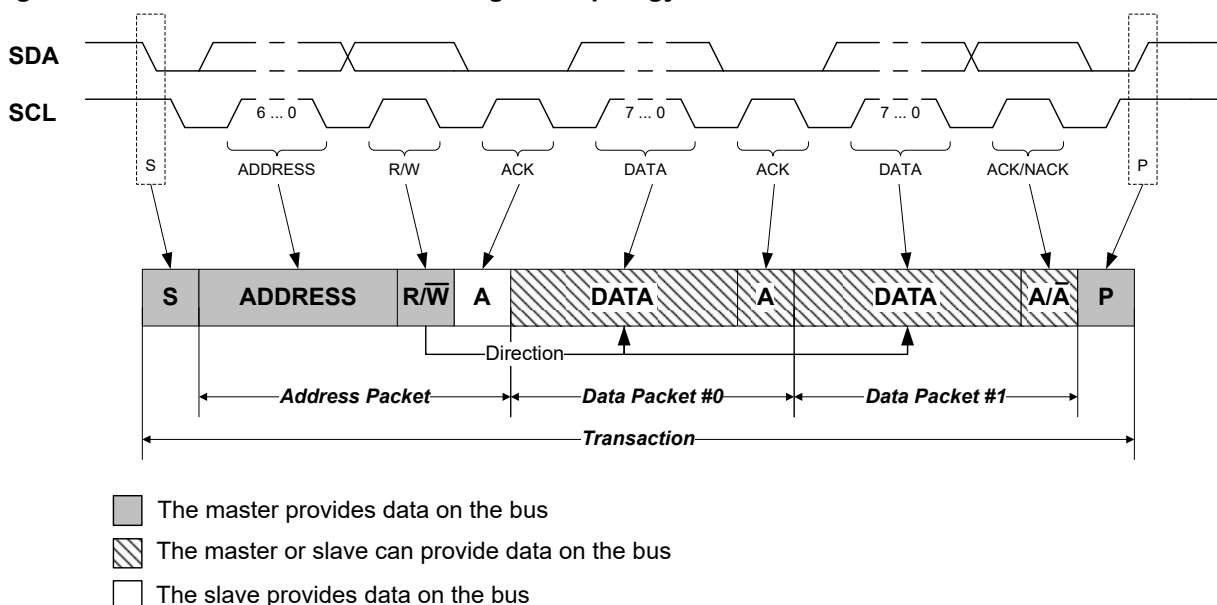 SDA
SCL
6 ... 0
7 ... 0
7 ... 0
S
ADDRESS
R/W
ACK
DATA
ACK
DATA
ACK/NACK
P
S
ADDRESS
R/W̅
A
DATA
A
DATA
A/A̅
P
Direction
Address Packet
Data Packet #0
Data Packet #1
Transaction
The master provides data on the bus
The master or slave can provide data on the bus
The slave provides data on the bus